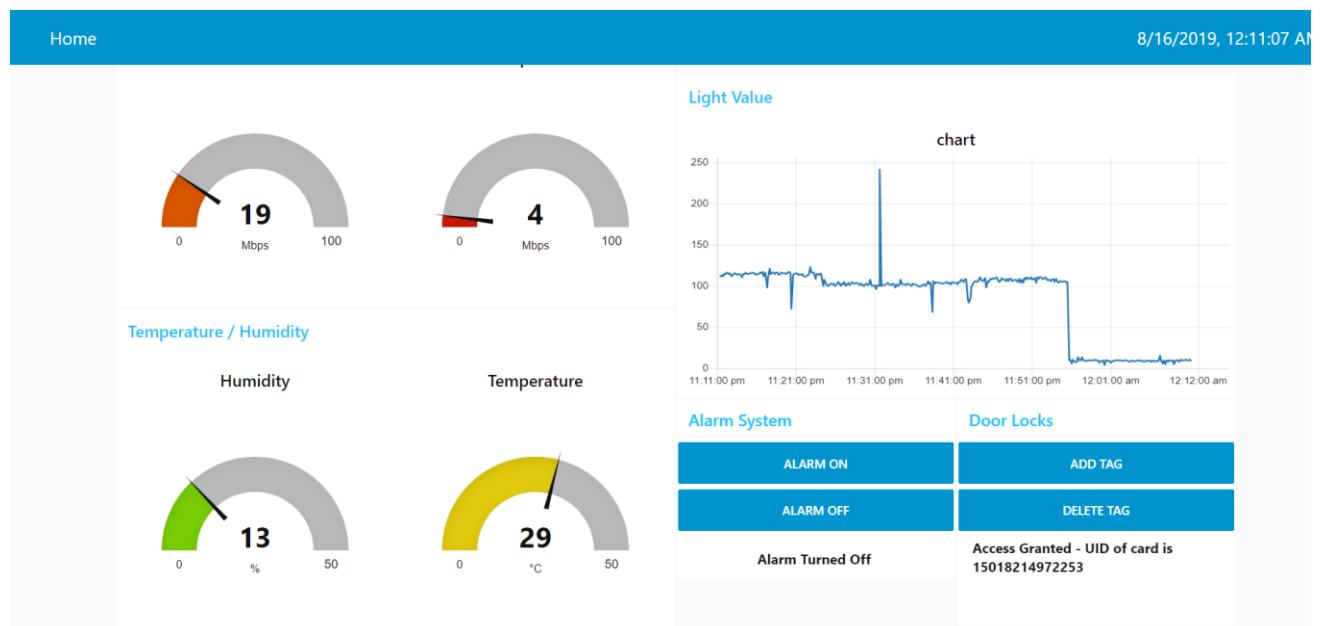 Home
8/16/2019, 12:11:07 AM
19
Mbps
0
100
4
Mbps
0
100
Light Value
chart
250
200
150
100
50
0
11:11:00 pm
11:21:00 pm
11:31:00 pm
11:41:00 pm
11:51:00 pm
12:01:00 am
12:12:00 am
Temperature / Humidity
Humidity
13
%
0
50
Temperature
29
°C
0
50
Alarm System
ALARM ON
ALARM OFF
Alarm Turned Off
Door Locks
ADD TAG
DELETE TAG
Access Granted - UID of card is
15018214972253